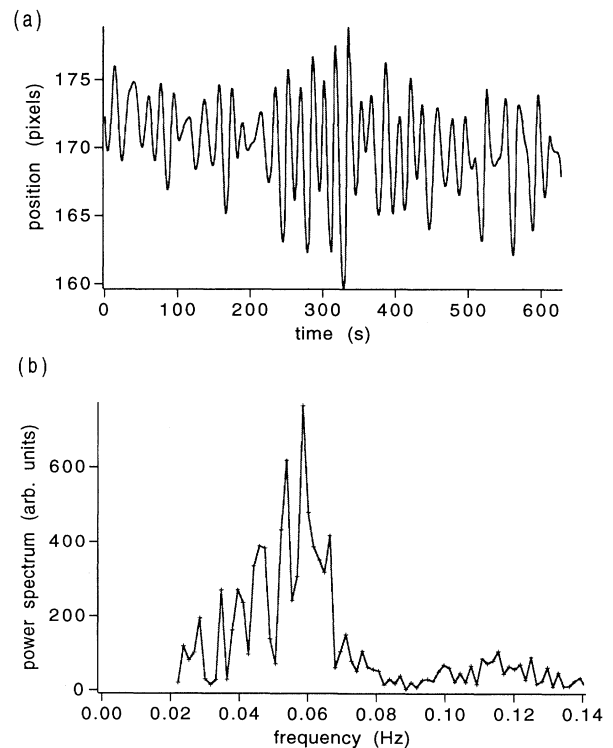 (a)
position (pixels)
175
170
165
160
0 100 200 300 400 500 600
time (s)
(b)
power spectrum (arb. units)
600
400
200
0
0.00 0.02 0.04 0.06 0.08 0.10 0.12 0.14
frequency (Hz)